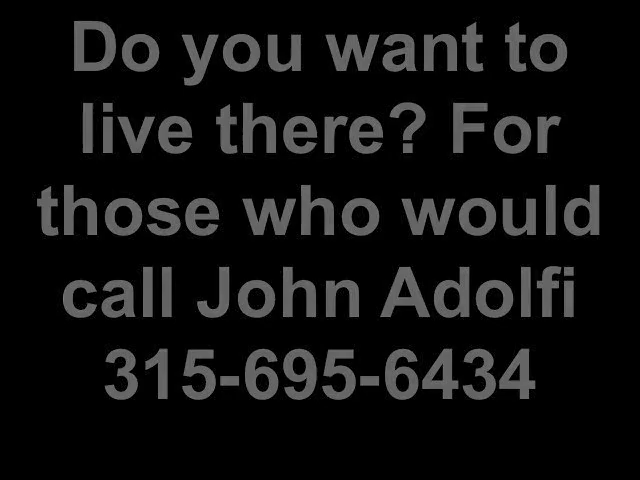 Do you want to
live there? For
those who would
call John Adolfi
315-695-6434